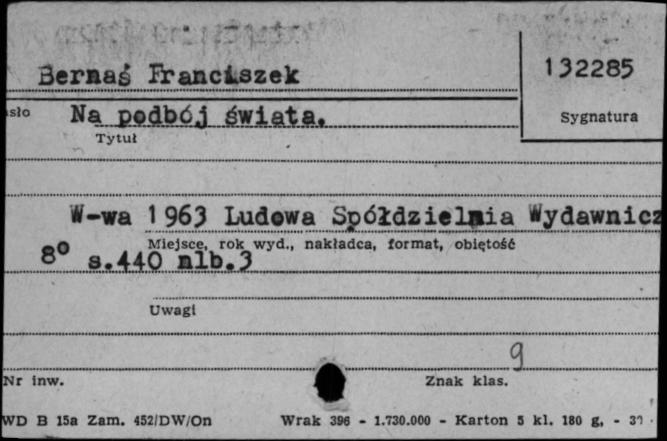 Bernaś Franciszek
132285
sło Na podbój świata.
Sygnatura
Tytuł
W-wa 1963 Ludowa Spółdzielnia Wydawnicz
Miejsce, rok wyd., nakładca, format, obiętość
8° s.440 nlb.3
Uwagi
9
Nr inw.
Znak klas.
WD B 15a Zam. 452/DW/On Wrak 396 - 1.730.000 - Karton 5 kl. 180 g. -